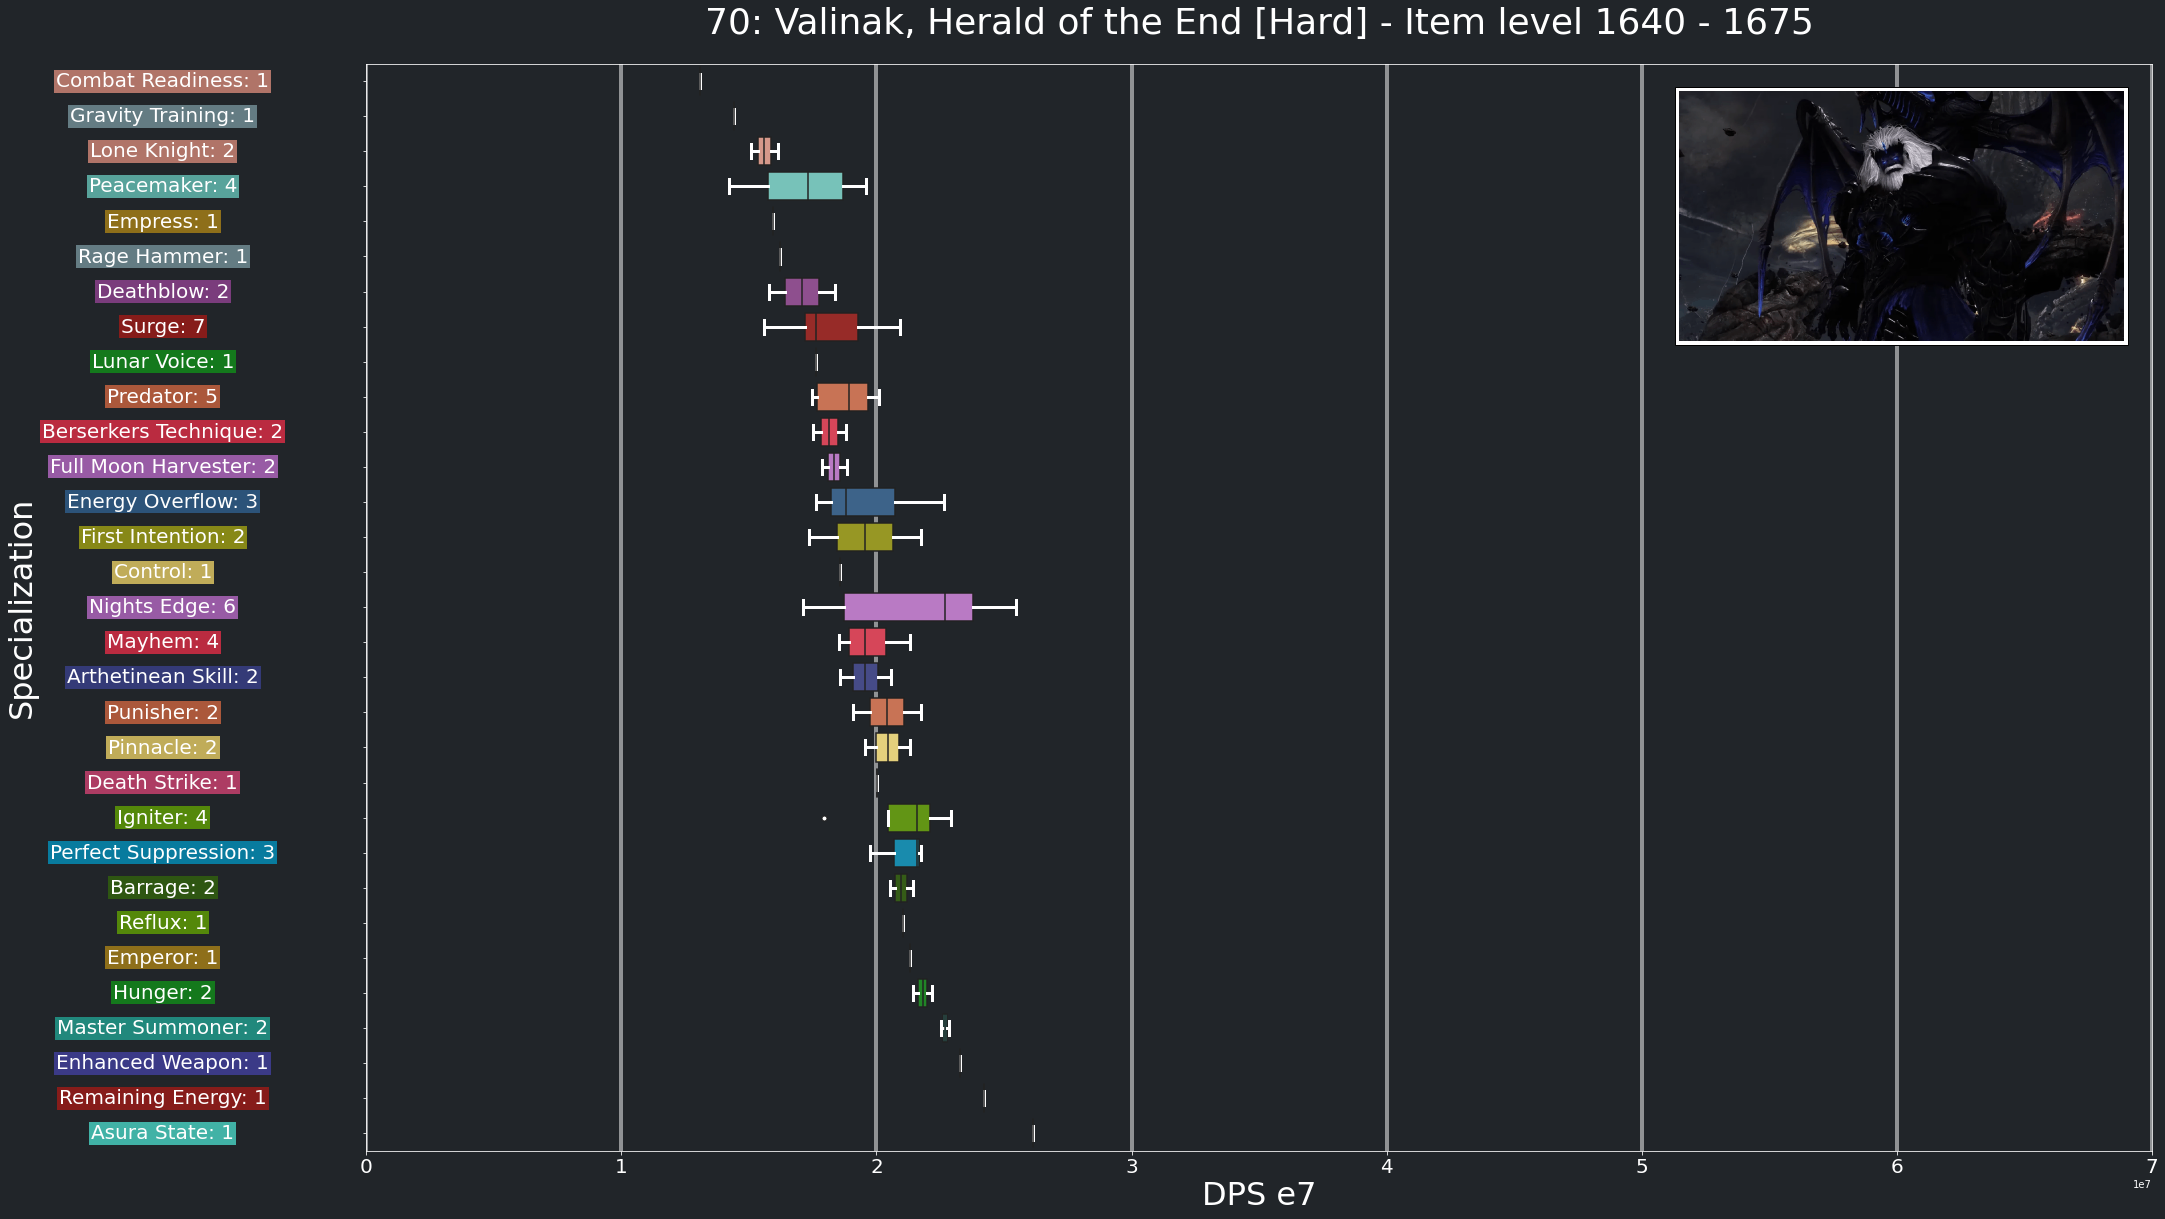 70: Valinak, Herald of the End [Hard] - Item level 1640 - 1675
Combat Readiness: 1
Gravity Training: 1
Lone Knight: 2
Peacemaker: 4
Empress: 1
Rage Hammer: 1
Deathblow: 2
Surge: 7
Lunar Voice: 1
Predator: 5
Berserkers Technique: 2
Full Moon Harvester: 2
Energy Overflow: 3
First Intention: 2
Control: 1
Nights Edge: 6
Mayhem: 4
Arthetinean Skill: 2
Punisher: 2
Pinnacle: 2
Death Strike: 1
Igniter: 4
Perfect Suppression: 3
Barrage: 2
Reflux: 1
Emperor: 1
Hunger: 2
Master Summoner: 2
Enhanced Weapon: 1
Remaining Energy: 1
Asura State: 1
Specialization
0 1 2 3 4 5 6 7
1e7
DPS e7